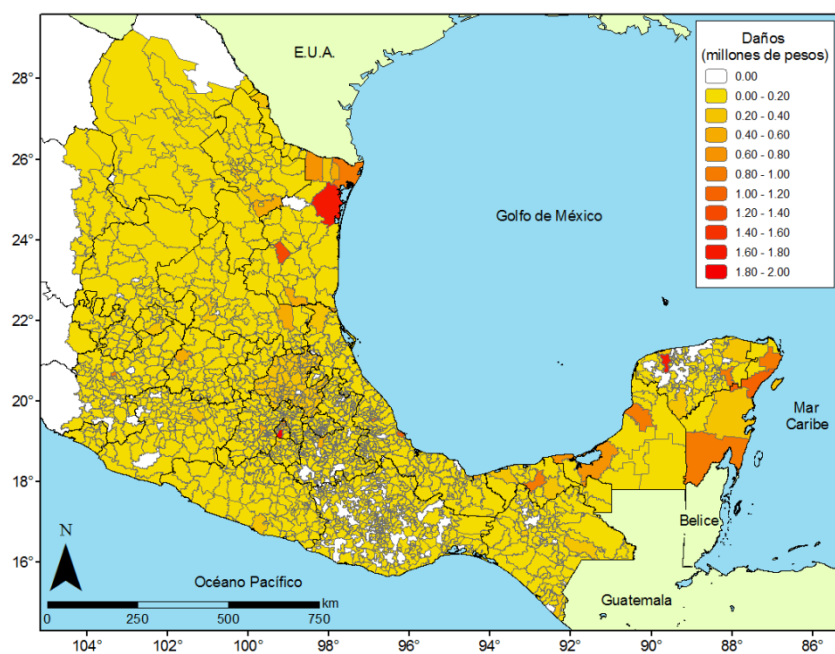 E.U.A.
Daños
(millones de pesos)
0.00
0.00 - 0.20
0.20 - 0.40
0.40 - 0.60
0.60 - 0.80
0.80 - 1.00
1.00 - 1.20
1.20 - 1.40
1.40 - 1.60
1.60 - 1.80
1.80 - 2.00
28°
26°
24°
22°
20°
18°
16°
Golfo de México
Mar
Caribe
Belice
Guatemala
N
Océano Pacífico
km
0 250 500 750
104° 102° 100° 98° 96° 94° 92° 90° 88° 86°